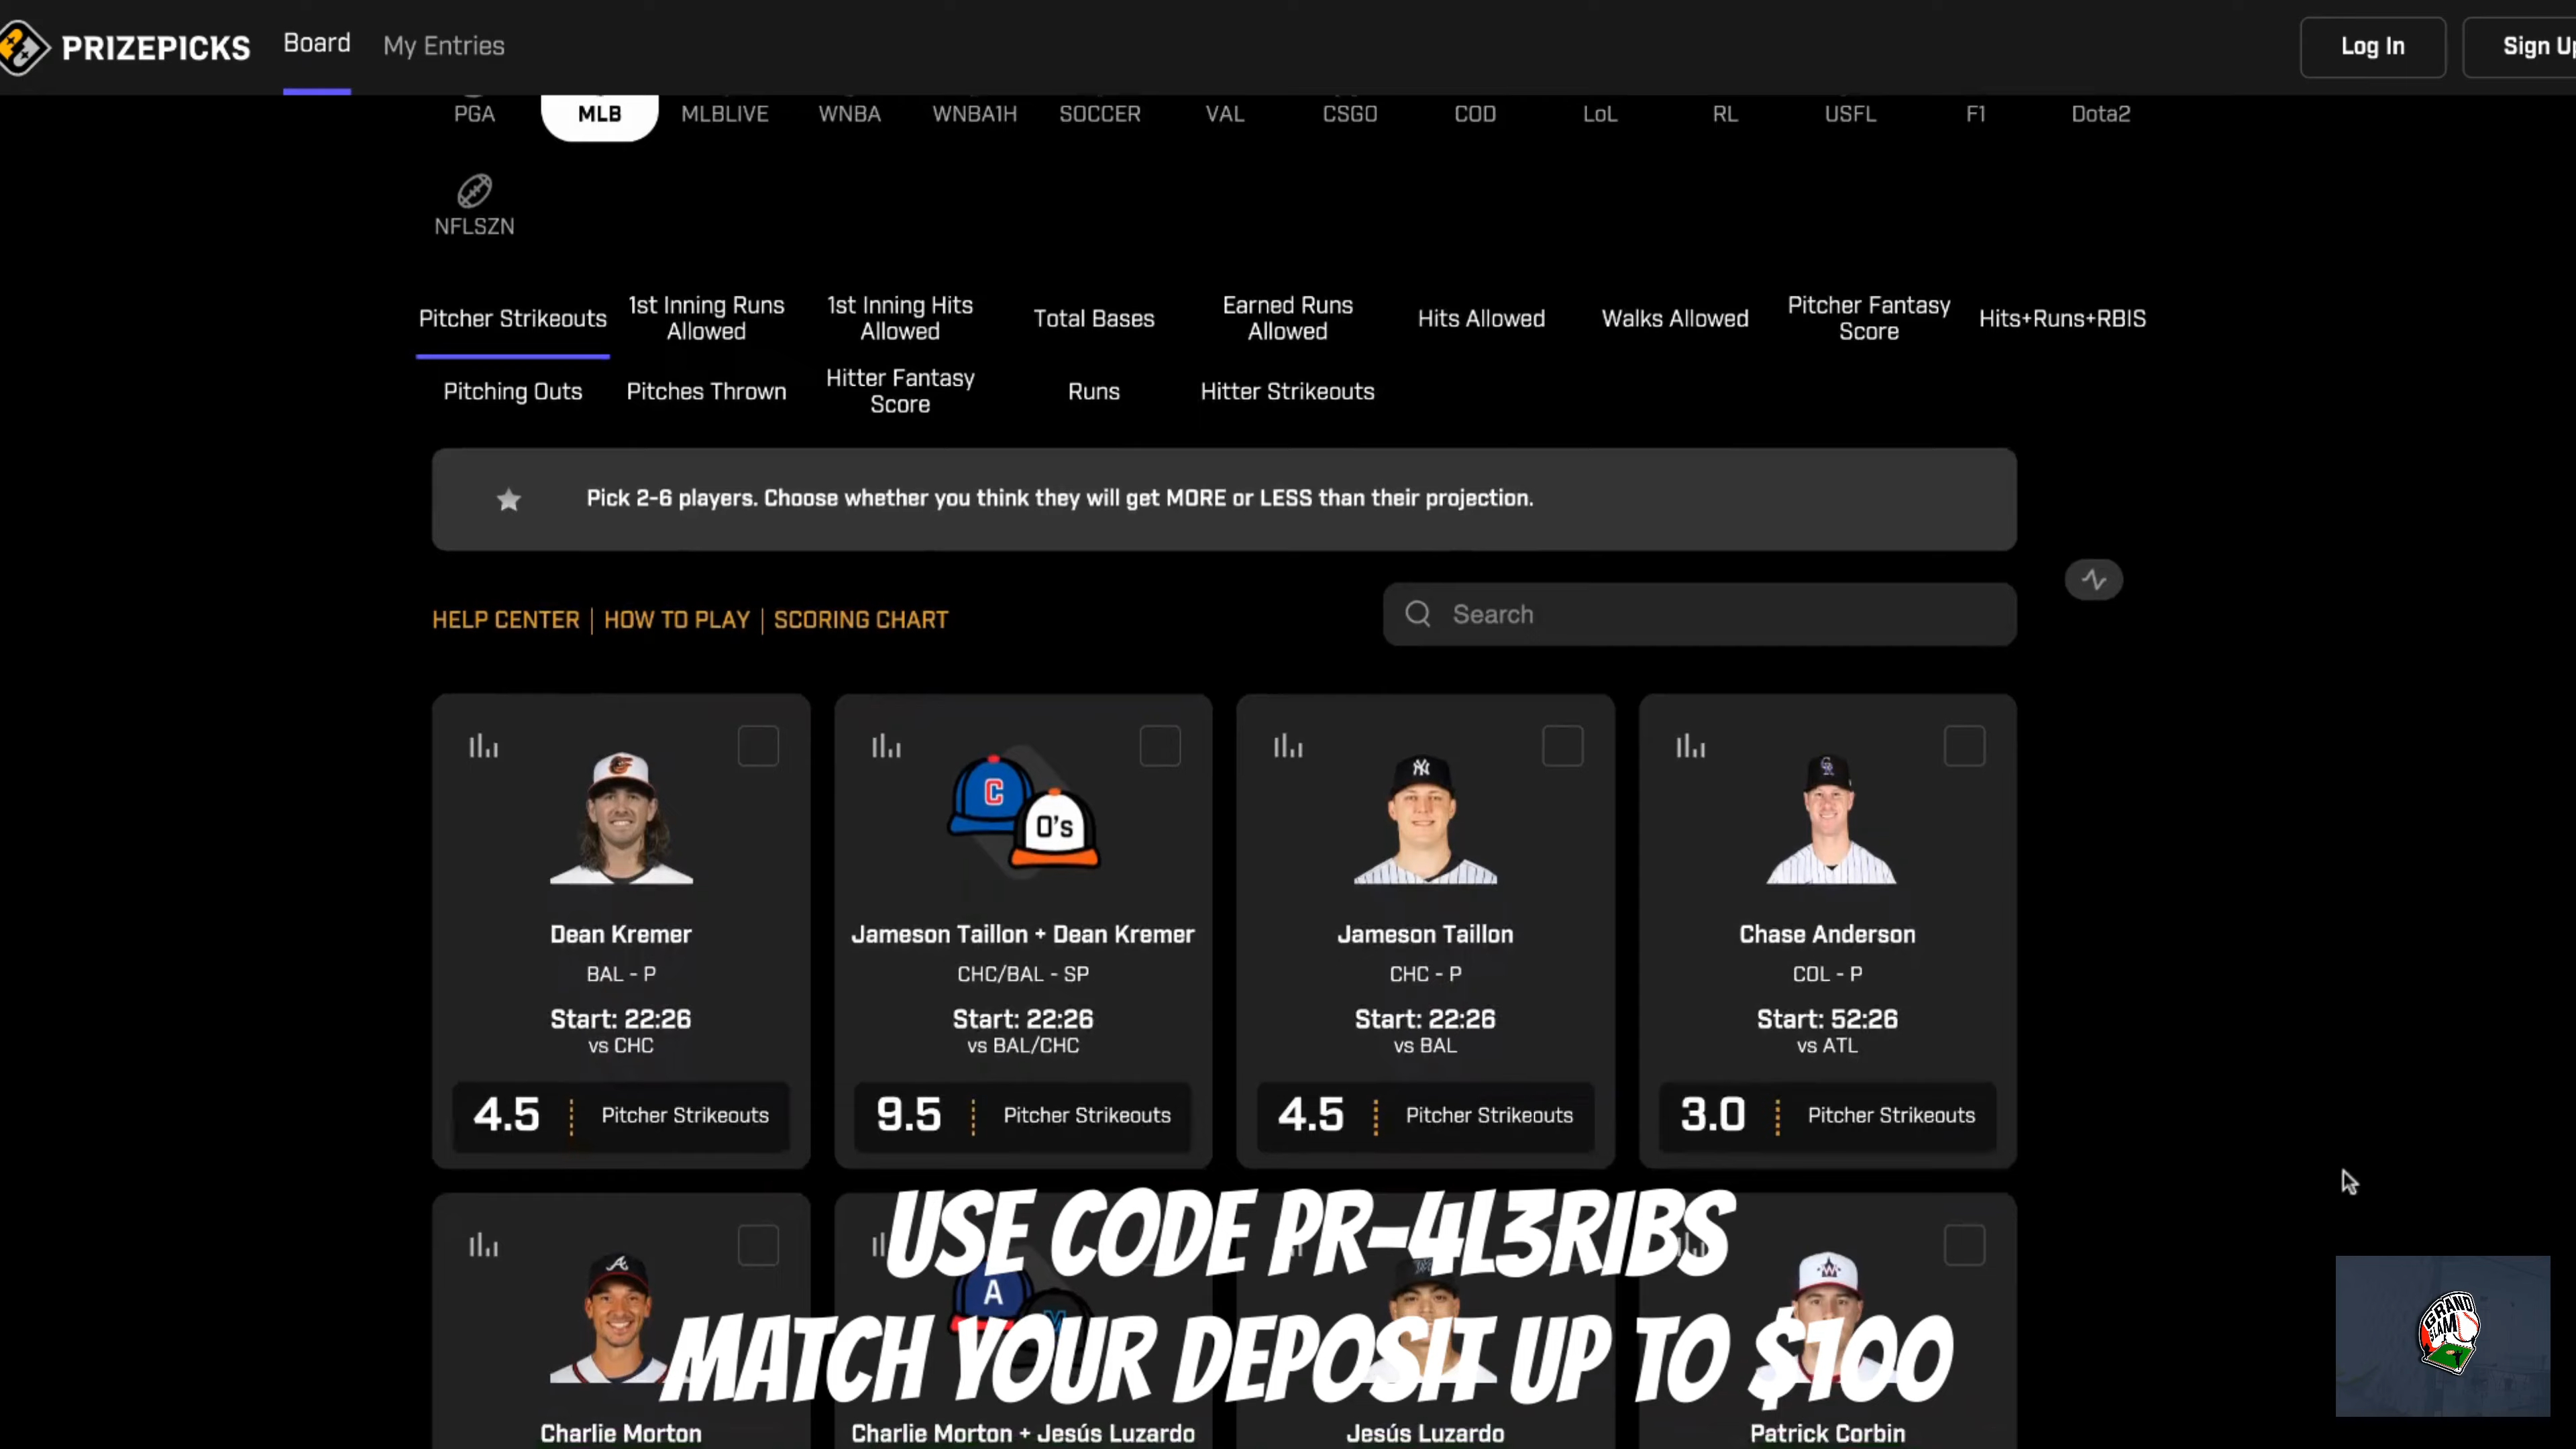 PRIZEPICKS Board My Entries Log In Sign Up
PGA MLB MLBLIVE WNBA WNBA1H SOCCER VAL CSGO COD LoL RL USFL F1 Dota2
NFLSZN
Pitcher Strikeouts 1st Inning Runs Allowed 1st Inning Hits Allowed Total Bases Earned Runs Allowed Hits Allowed Walks Allowed Pitcher Fantasy Score Hits+Runs+RBIS
Pitching Outs Pitches Thrown Hitter Fantasy Score Runs Hitter Strikeouts
Pick 2-6 players. Choose whether you think they will get MORE or LESS than their projection.
HELP CENTER | HOW TO PLAY | SCORING CHART Search
C O's
Dean Kremer Jameson Taillon + Dean Kremer Jameson Taillon Chase Anderson
BAL - P CHC/BAL - SP CHC - P COL - P
Start: 22:26 Start: 22:26 Start: 22:26 Start: 52:26
vs CHC vs BAL/CHC vs BAL vs ATL
4.5 Pitcher Strikeouts 9.5 Pitcher Strikeouts 4.5 Pitcher Strikeouts 3.0 Pitcher Strikeouts
USE CODE PR-4L3RIBS
A M
MATCH YOUR DEPOSIT UP TO $100
GRAND SLAM
Charlie Morton Charlie Morton + Jesús Luzardo Jesús Luzardo Patrick Corbin